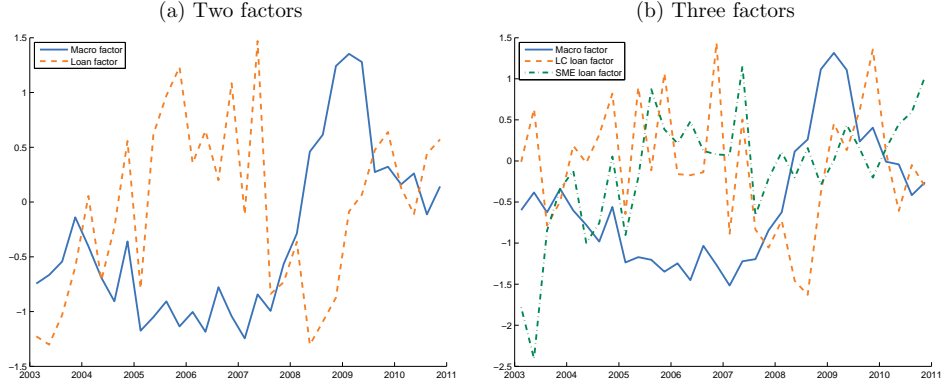 (a) Two factors
1.5
1
0.5
0
−0.5
−1
−1.5
2003 2004 2005 2006 2007 2008 2009 2010 2011
Macro factor
Loan factor
(b) Three factors
1.5
1
0.5
0
−0.5
−1
−1.5
−2
−2.5
2003 2004 2005 2006 2007 2008 2009 2010 2011
Macro factor
LC loan factor
SME loan factor